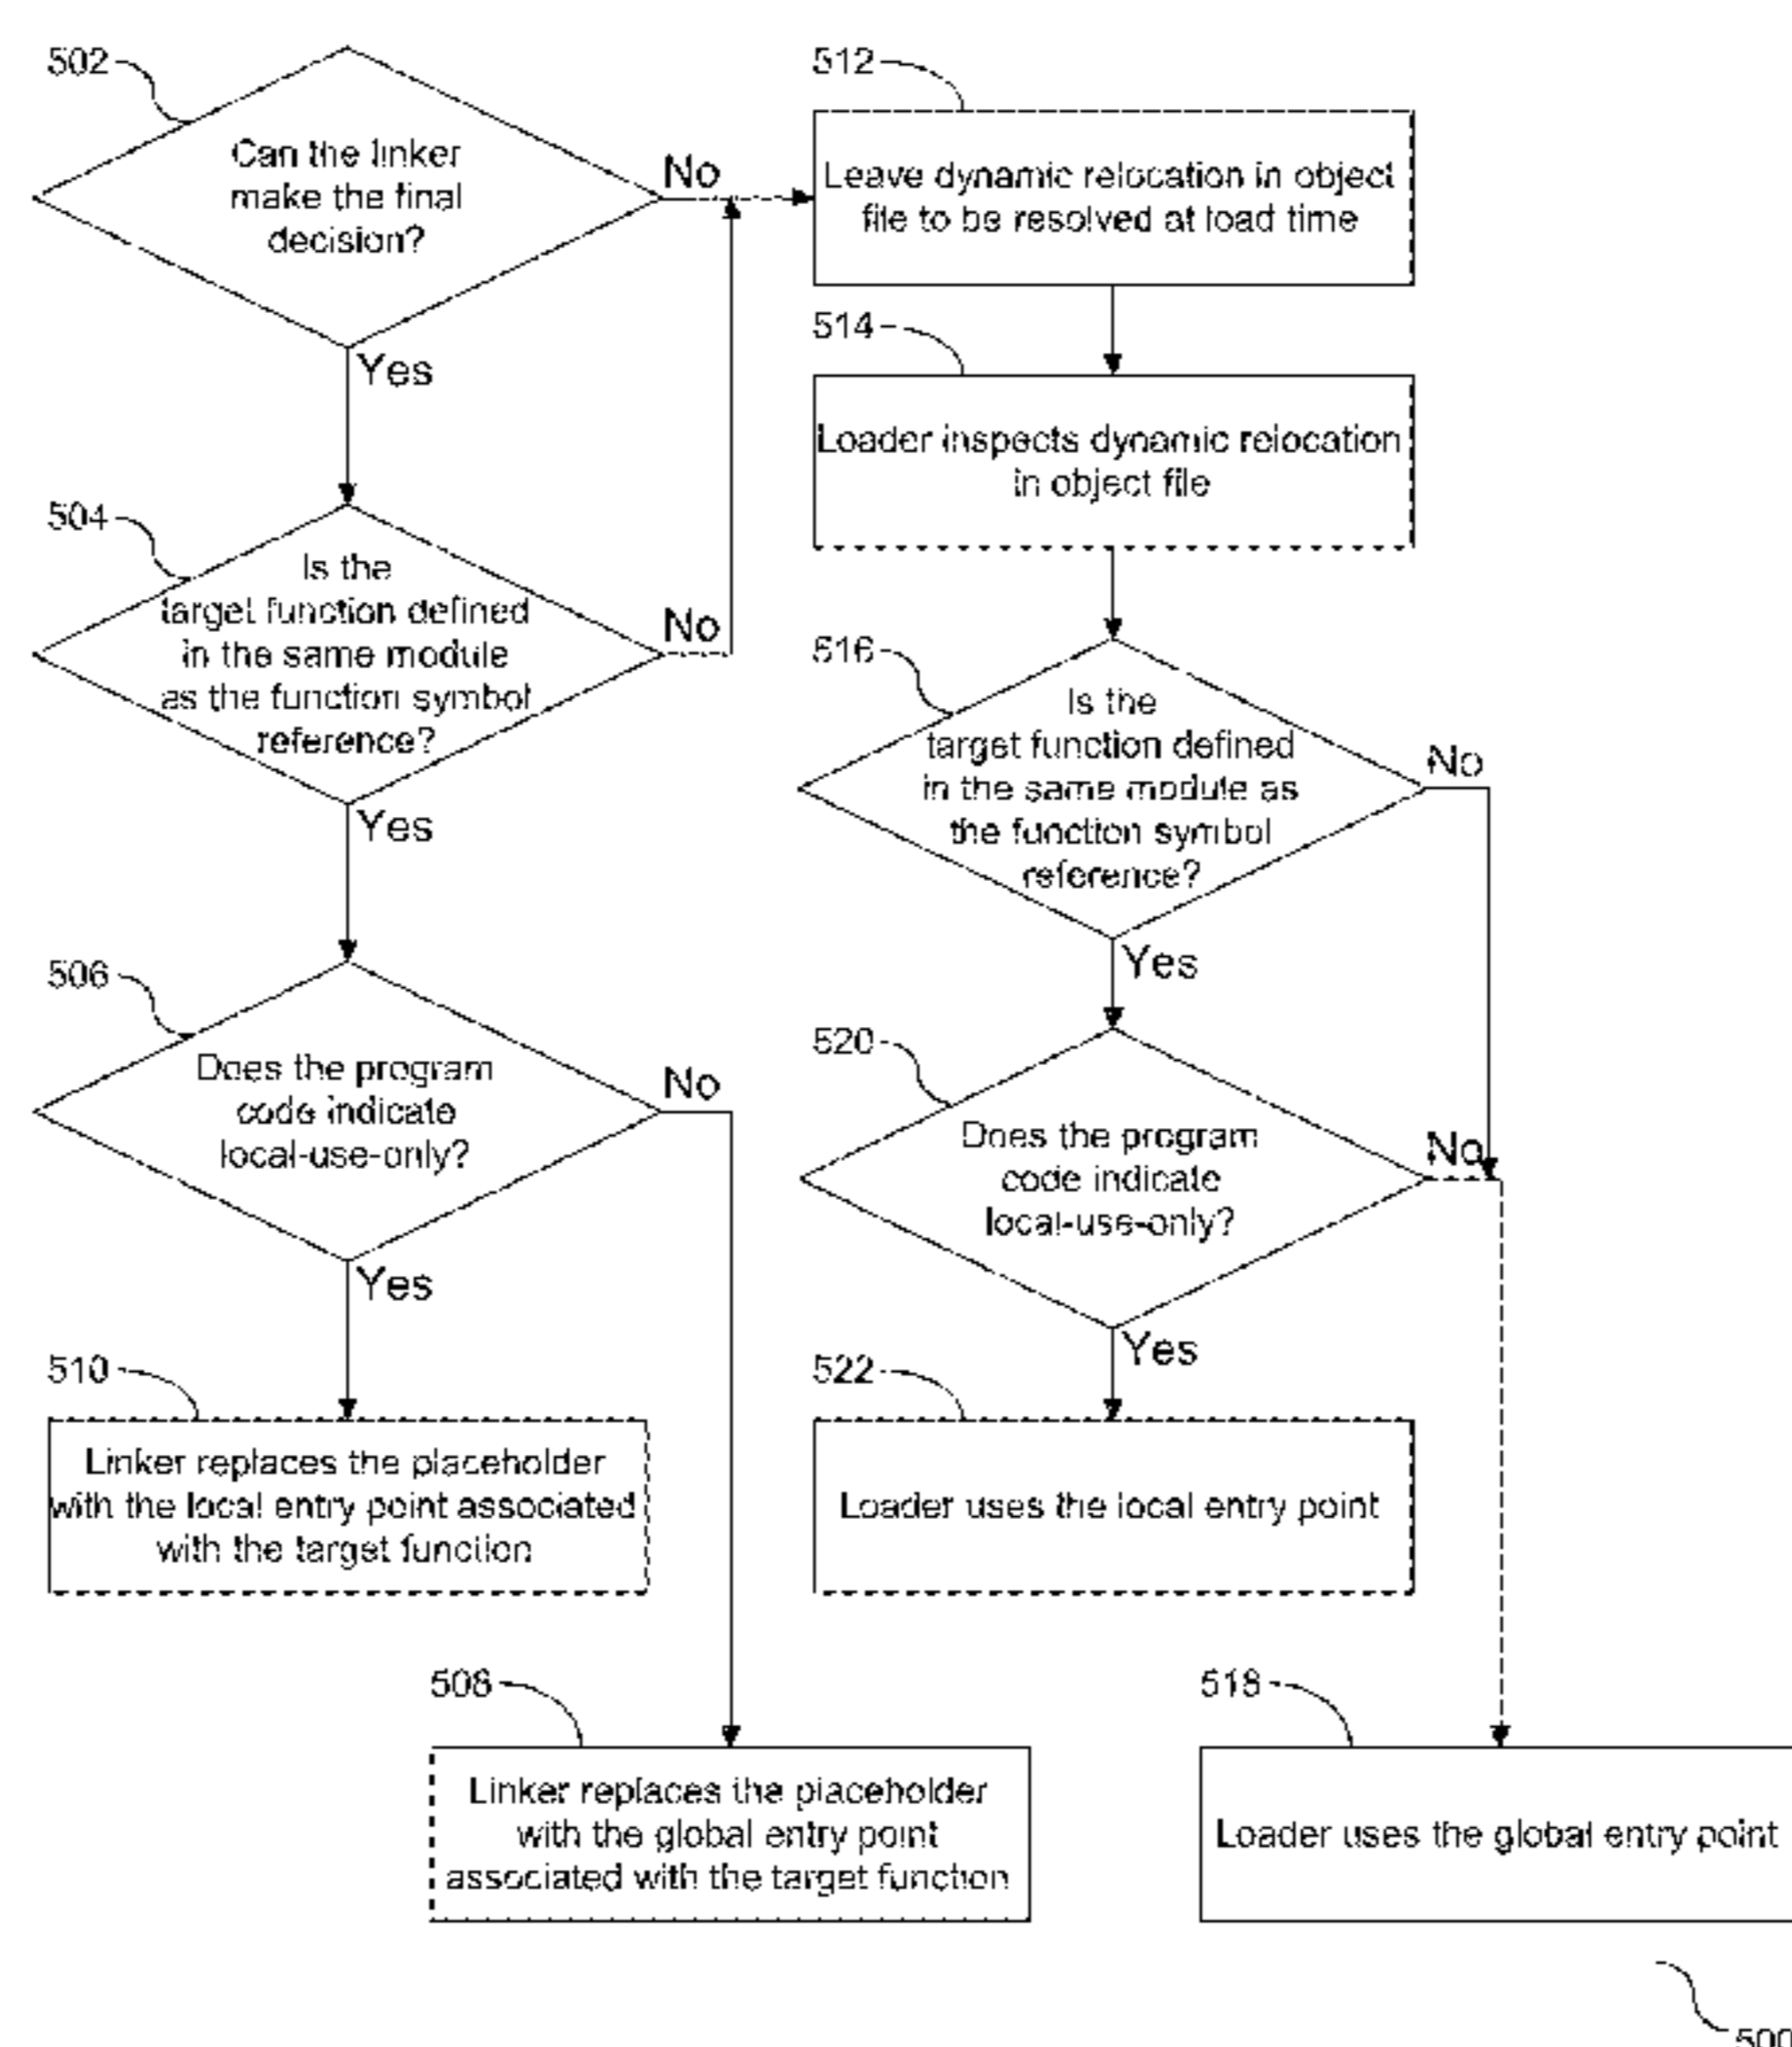 502
Can the linker
make the final
decision?
No
Yes
504
Is the
target function defined
in the same module
as the function symbol
reference?
No
Yes
506
Does the program
code indicate
local-use-only?
No
Yes
510
Linker replaces the placeholder
with the local entry point associated
with the target function
508
Linker replaces the placeholder
with the global entry point
associated with the target function
512
Leave dynamic relocation in object
file to be resolved at load time
514
Loader inspects dynamic relocation
in object file
516
Is the
target function defined
in the same module as
the function symbol
reference?
No
Yes
520
Does the program
code indicate
local-use-only?
No
Yes
522
Loader uses the local entry point
518
Loader uses the global entry point
500